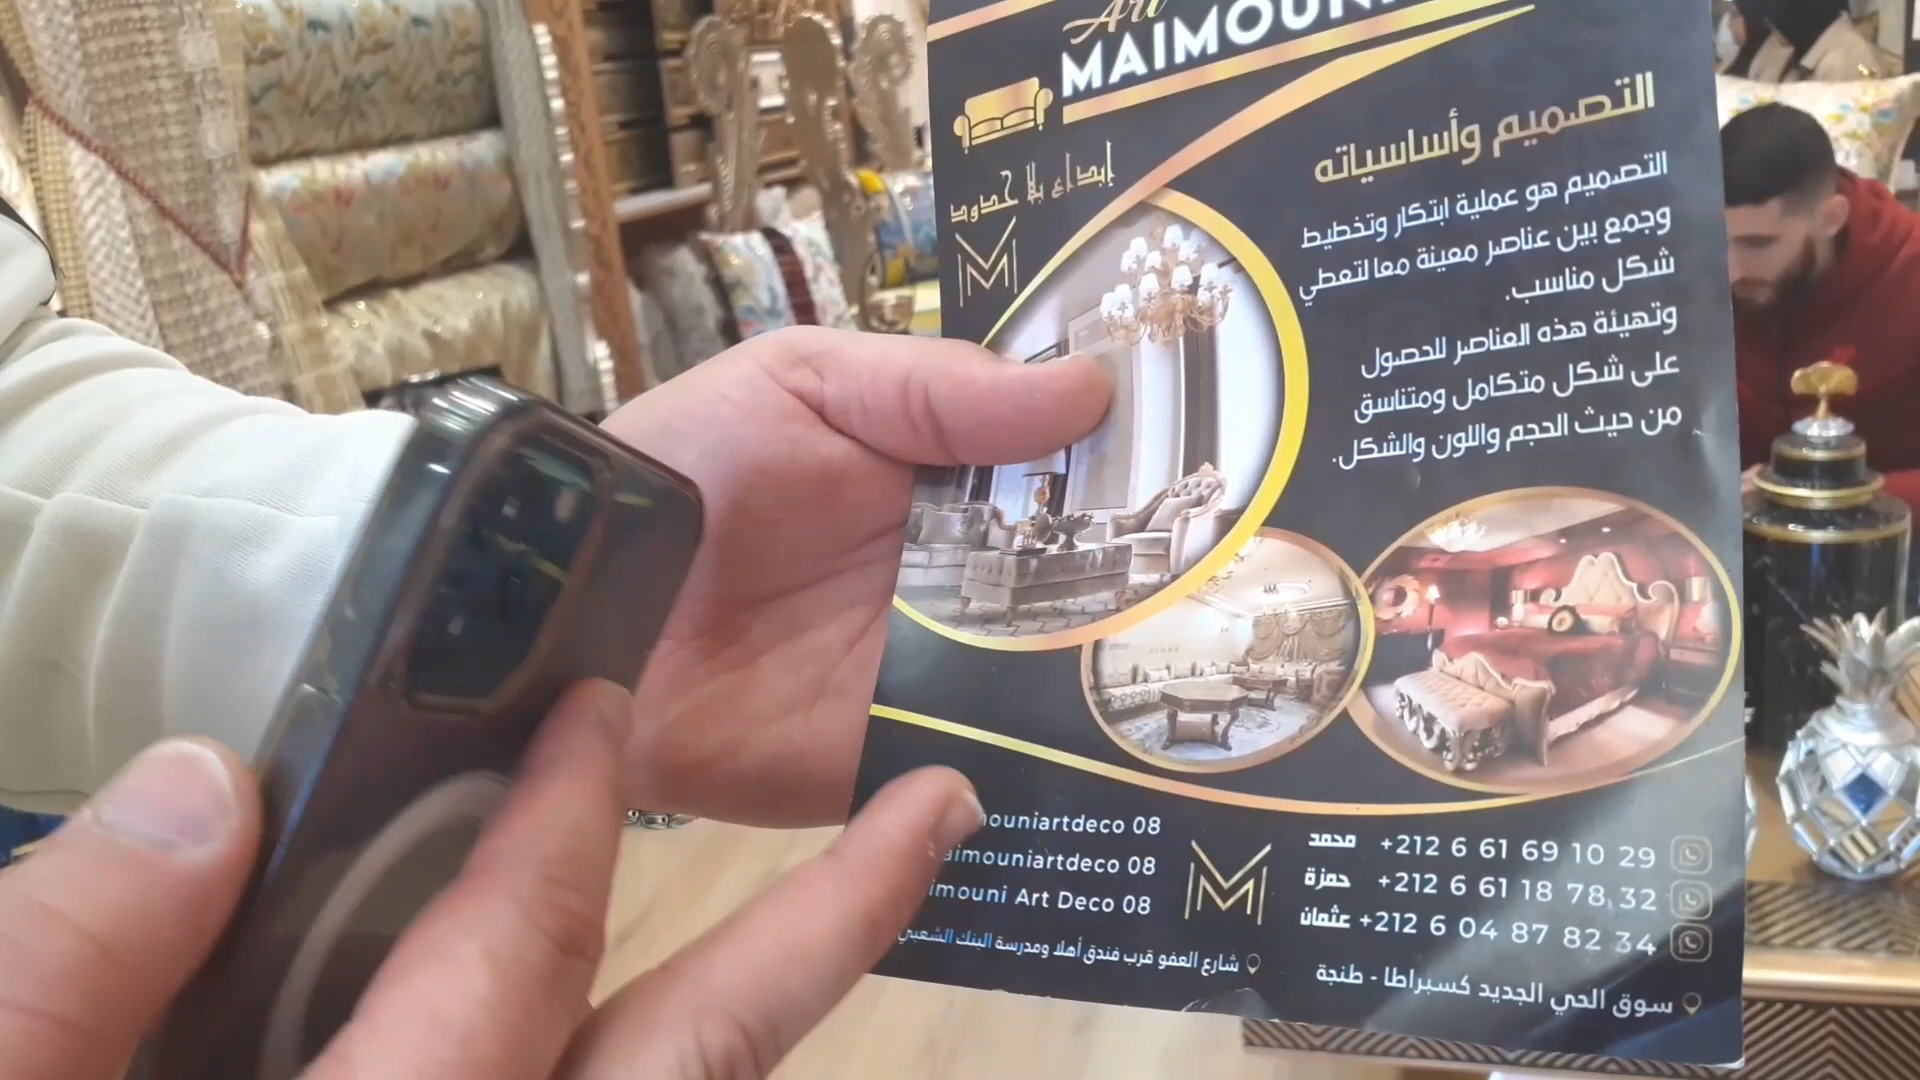 Art
MAIMOUNI
إبداع بلا حدود
التصميم وأساسياته
التصميم هو عملية ابتكار وتخطيط
وجمع بين عناصر معينة معا لتعطي
شكل مناسب.
وتهيئة هذه العناصر للحصول
على شكل متكامل ومتناسق
من حيث الحجم واللون والشكل.
mouniartdeco 08
aimouniartdeco 08
imouni Art Deco 08
محمد +212 6 61 69 10 29
حمزة +212 6 61 18 78 32
عثمان +212 6 04 87 82 34
شارع العفو قرب فندق أهلا ومدرسة البنك الشعبي
سوق الحي الجديد كسبراطا - طنجة